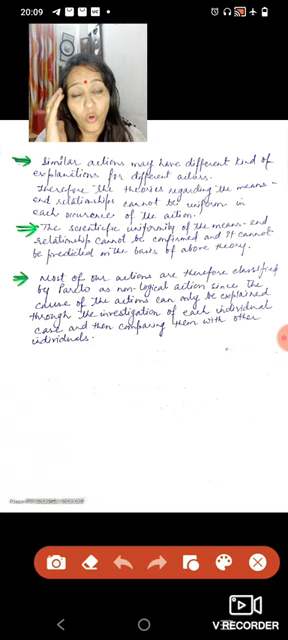 20:09
Similar actions may have different kind of
explanations for different actors.
Therefore the theories regarding the means-
end relationships cannot be uniform in
each occurence of the action.
The scientific uniformity of the means-end
relationship cannot be confirmed and it cannot
be predicted on the basis of above theory.
Most of our actions are therefore classified
by Pareto as non-logical action since the
cause of the actions can only be explained
through the investigation of each individual
case and then comparing them with other
individuals.
V RECORDER